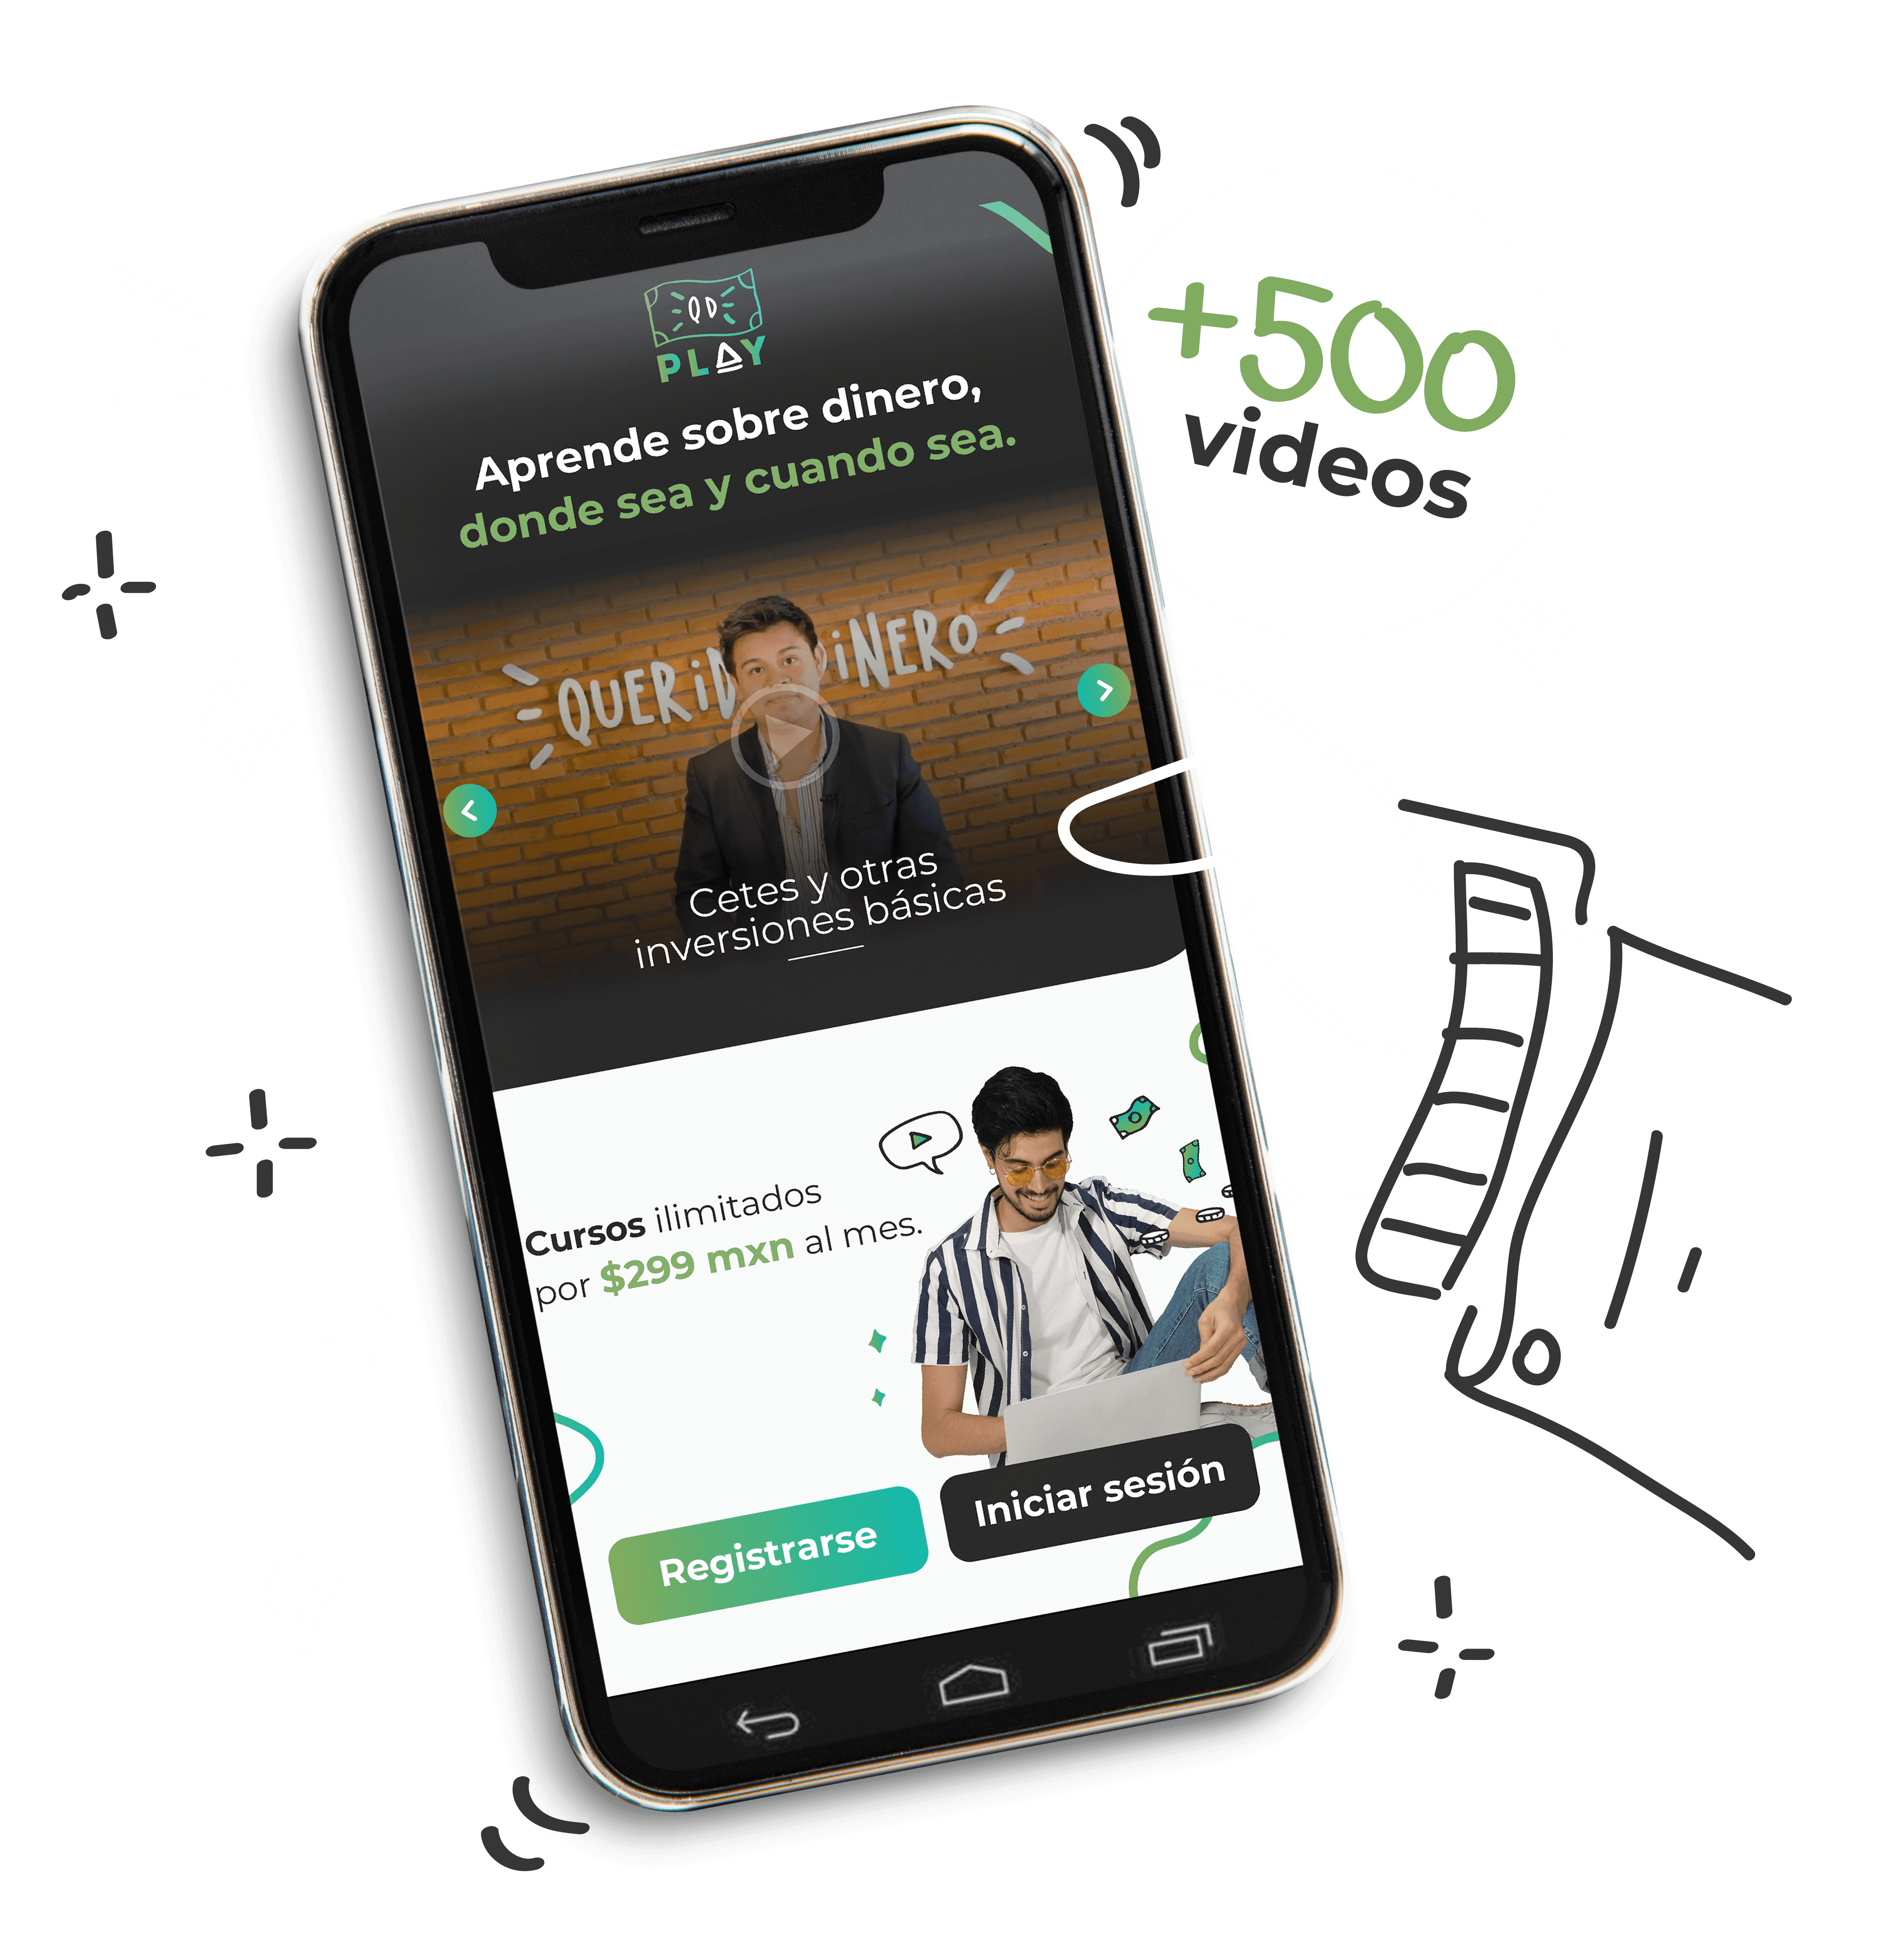 QD
PLAY
Aprende sobre dinero,
donde sea y cuando sea.
+500
videos
QUERID DiNERO
Cetes y otras
inversiones básicas
Cursos ilimitados
por $299 mxn al mes.
Registrarse
Iniciar sesión